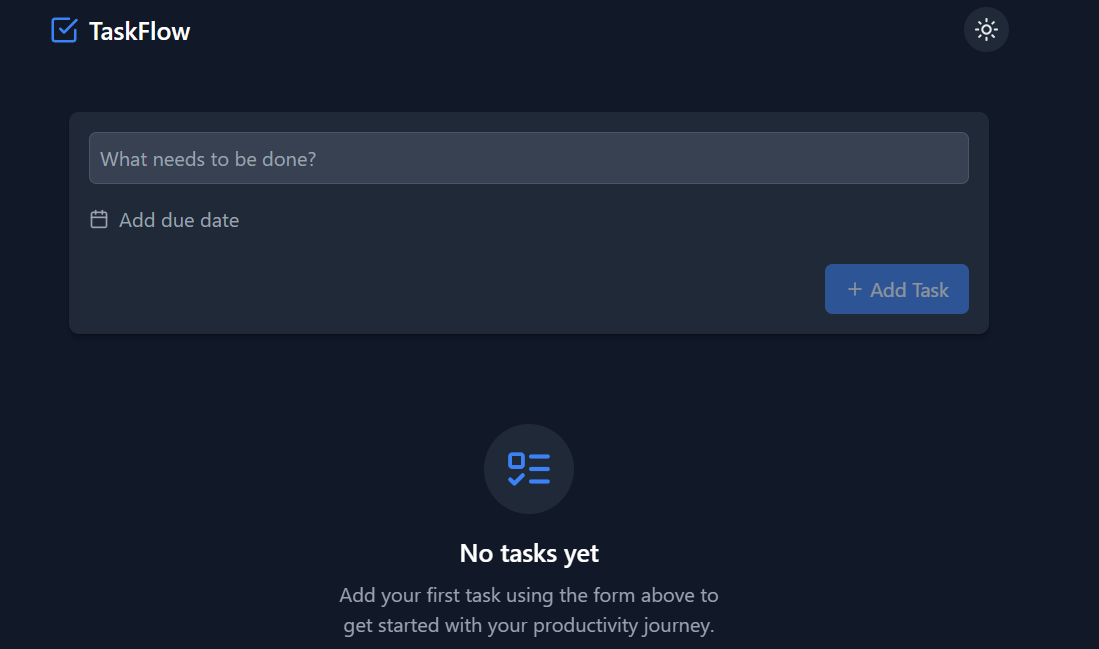 TaskFlow
What needs to be done?
Add due date
+ Add Task
No tasks yet
Add your first task using the form above to
get started with your productivity journey.